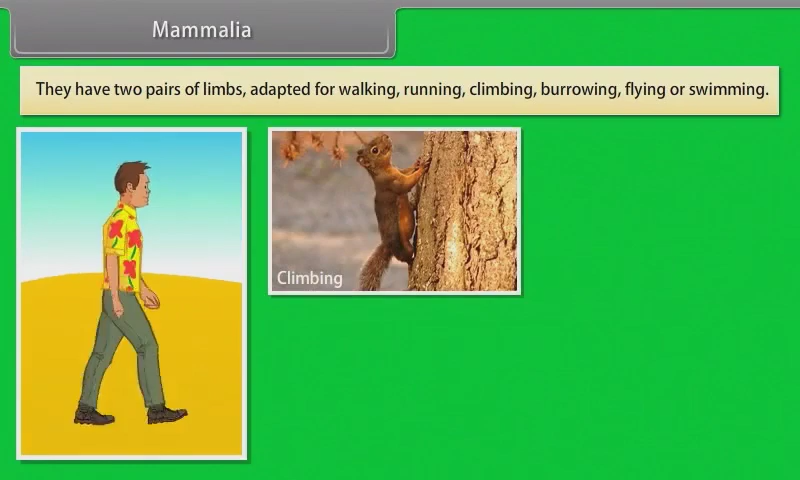 Mammalia
They have two pairs of limbs, adapted for walking, running, climbing, burrowing, flying or swimming.
Climbing